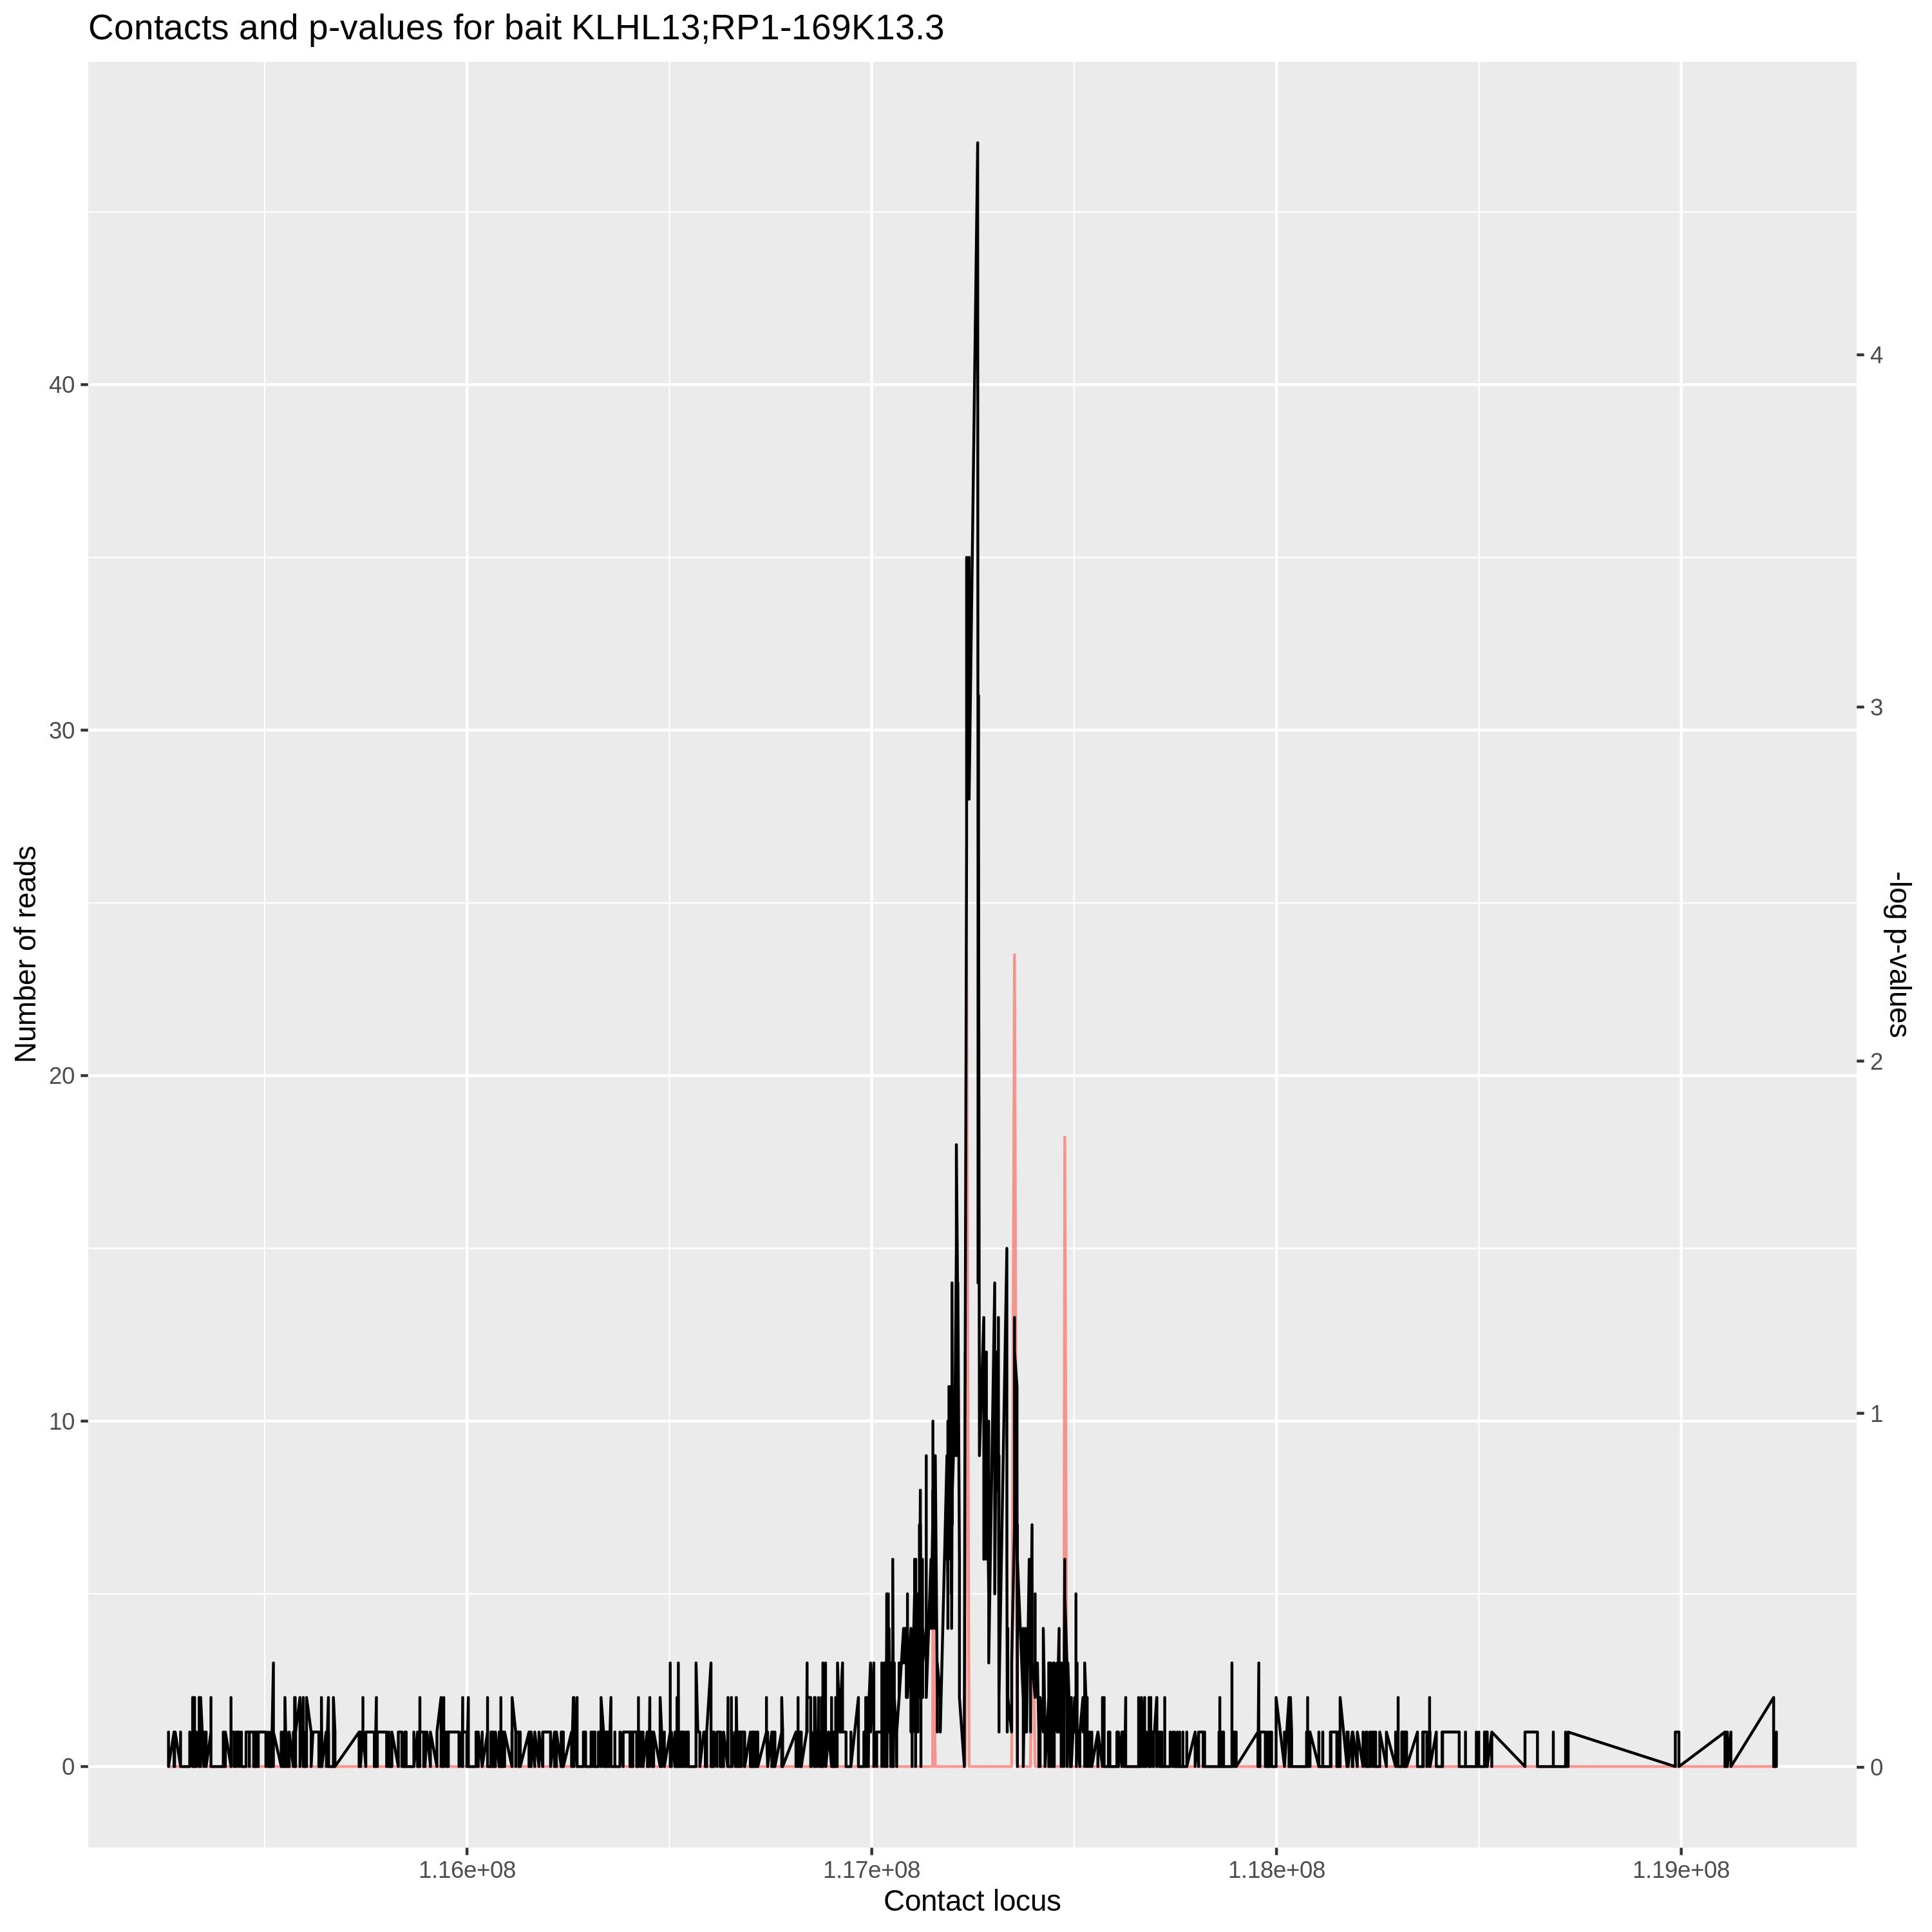 Contacts and p-values for bait KLHL13;RP1-169K13.3
Number of reads
40
30
20
10
0
4
3
2
1
0
-log p-values
1.16e+08 1.17e+08 1.18e+08 1.19e+08
Contact locus